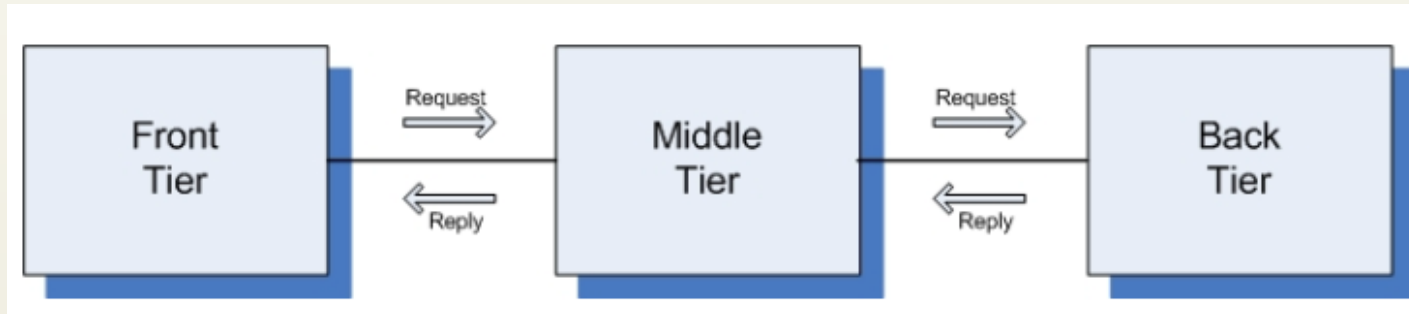 Front
Tier
Request
Reply
Middle
Tier
Request
Reply
Back
Tier